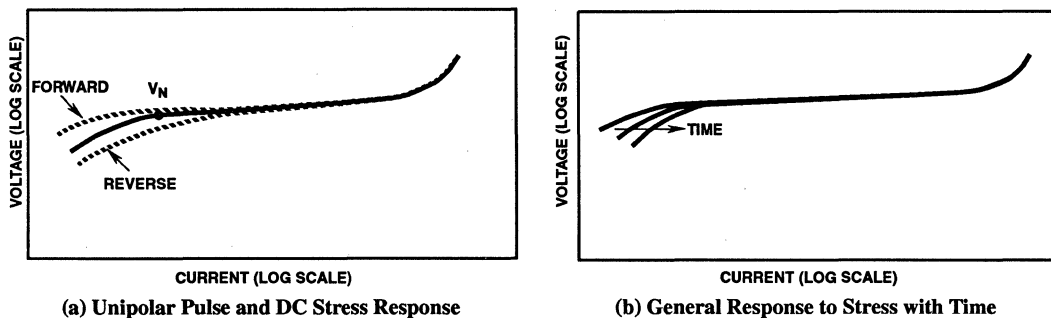 VOLTAGE (LOG SCALE)
FORWARD
V_N
REVERSE
CURRENT (LOG SCALE)
(a) Unipolar Pulse and DC Stress Response
VOLTAGE (LOG SCALE)
TIME
CURRENT (LOG SCALE)
(b) General Response to Stress with Time